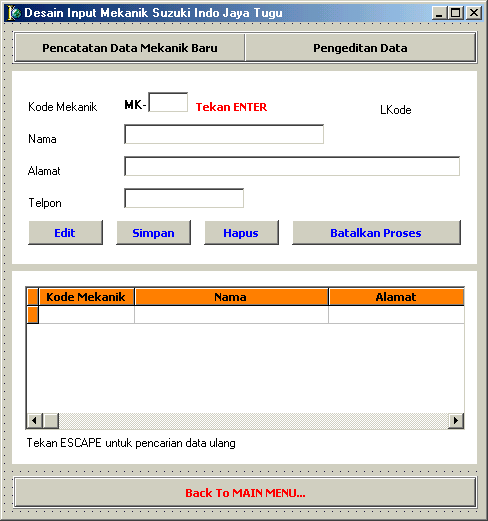 Desain Input Mekanik Suzuki Indo Jaya Tugu
Pencatatan Data Mekanik Baru Pengeditan Data
Kode Mekanik MK- Tekan ENTER LKode
Nama
Alamat
Telpon
Edit Simpan Hapus Batalkan Proses
Kode Mekanik Nama Alamat
Tekan ESCAPE untuk pencarian data ulang
Back To MAIN MENU...